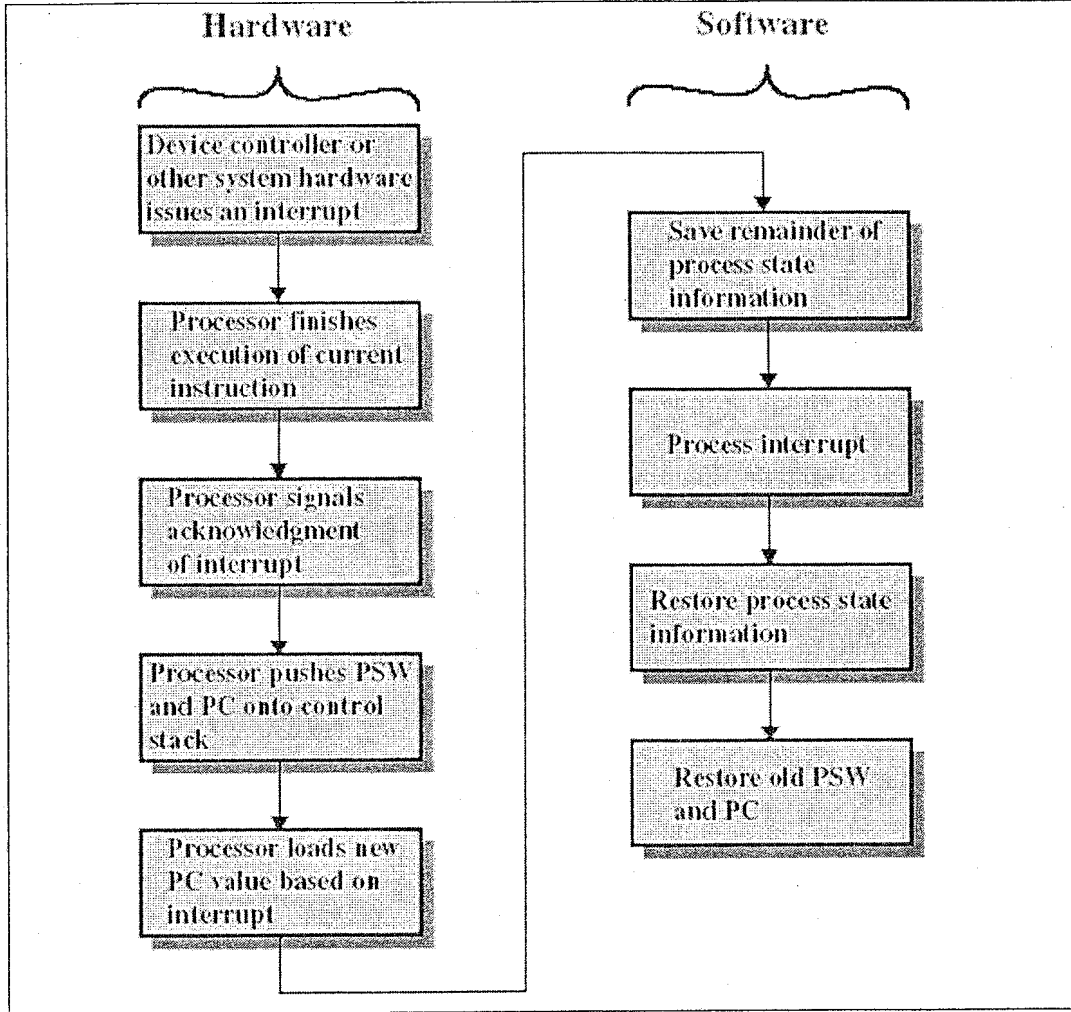 Hardware
Device controller or
other system hardware
issues an interrupt
Processor finishes
execution of current
instruction
Processor signals
acknowledgment
of interrupt
Processor pushes PSW
and PC onto control
stack
Processor loads new
PC value based on
interrupt
Software
Save remainder of
process state
information
Process interrupt
Restore process state
information
Restore old PSW
and PC